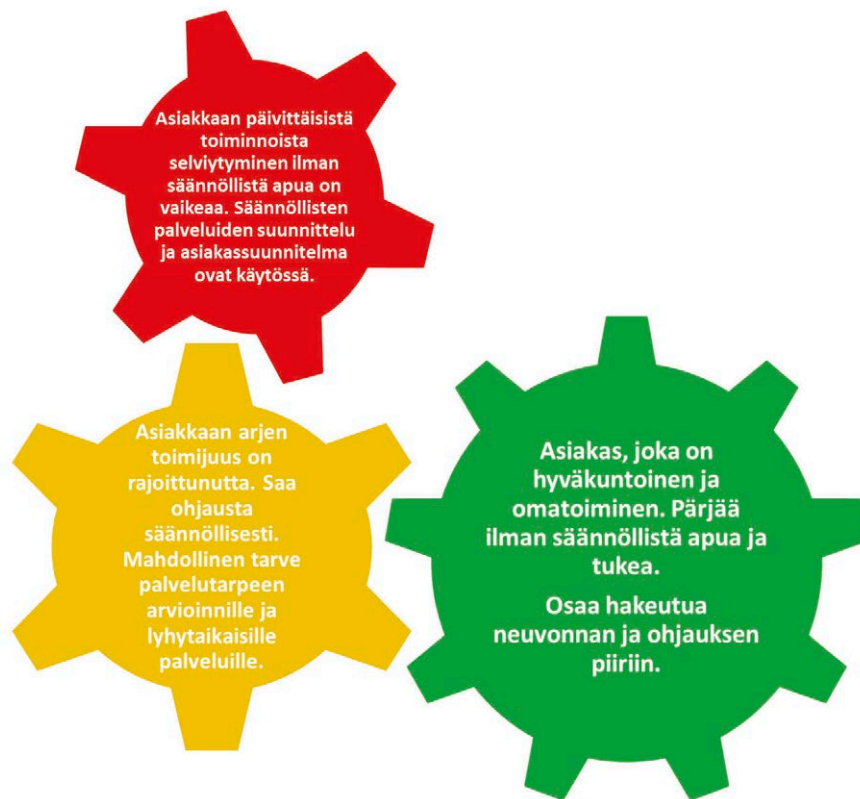 Asiakkaan päivittäisistä
toiminnoista
selviytyminen ilman
säännöllistä apua on
vaikeaa. Säännöllisten
palveluiden suunnittelu
ja asiakassuunnitelma
ovat käytössä.
Asiakkaan arjen
toimijuus on
rajoittunutta. Saa
ohjausta
säännöllisesti.
Mahdollinen tarve
palvelutarpeen
arvioinnille ja
lyhytaikaisille
palveluille.
Asiakas, joka on
hyväkuntoinen ja
omatoiminen. Pärjää
ilman säännöllistä apua ja
tukea.
Osaa hakeutua
neuvonnan ja ohjauksen
piiriin.